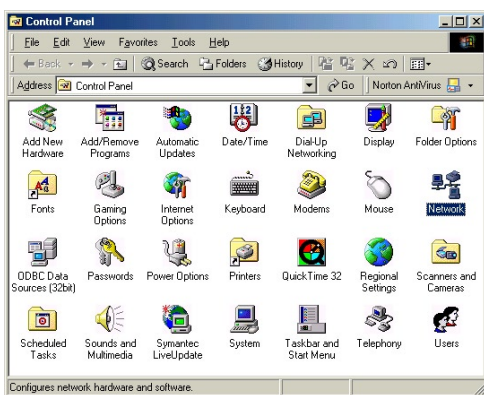 Control Panel
File Edit View Favorites Tools Help
Back Search Folders History
Address Control Panel Go Norton AntiVirus
Add New Hardware
Add/Remove Programs
Automatic Updates
Date/Time
Dial-Up Networking
Display
Folder Options
Fonts
Gaming Options
Internet Options
Keyboard
Modems
Mouse
Network
ODBC Data Sources (32bit)
Passwords
Power Options
Printers
QuickTime 32
Regional Settings
Scanners and Cameras
Scheduled Tasks
Sounds and Multimedia
Symantec LiveUpdate
System
Taskbar and Start Menu
Telephony
Users
Configures network hardware and software.